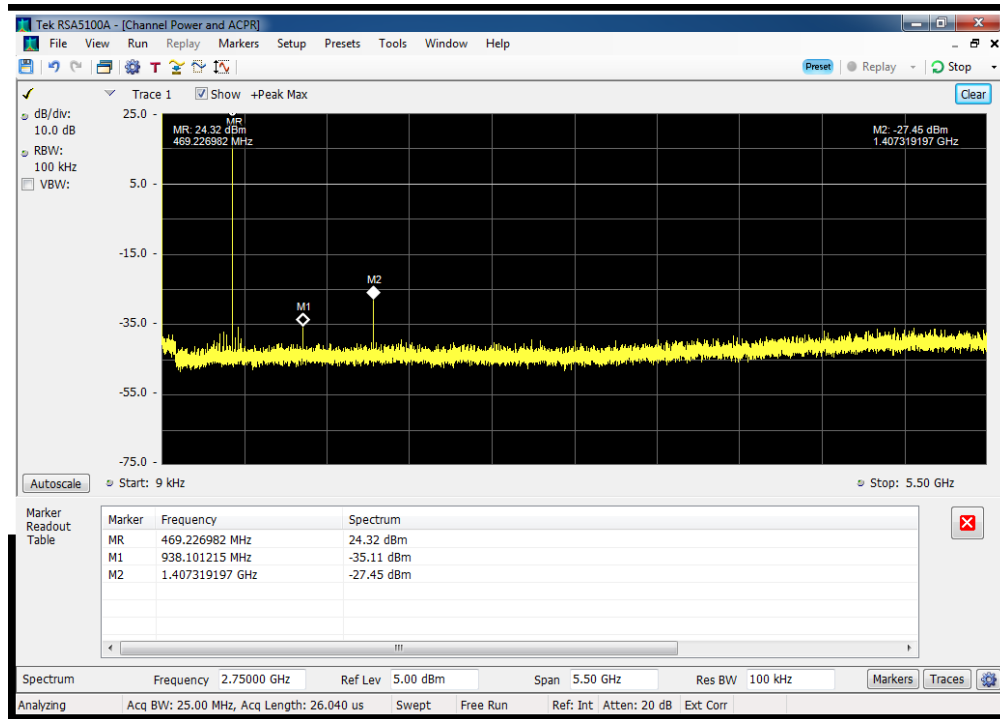 Tek RSA5100A - [Channel Power and ACPR]
File View Run Replay Markers Setup Presets Tools Window Help
T Preset Replay Stop
Trace 1 Show +Peak Max Clear
dB/div:
10.0 dB
RBW:
100 kHz
VBW:
25.0
5.0
-15.0
-35.0
-55.0
-75.0
MR
MR: 24.32 dBm
469.226982 MHz
M2: -27.45 dBm
1.407319197 GHz
M1
M2
Autoscale Start: 9 kHz Stop: 5.50 GHz
Marker
Readout
Table
Marker Frequency Spectrum
MR 469.226982 MHz 24.32 dBm
M1 938.101215 MHz -35.11 dBm
M2 1.407319197 GHz -27.45 dBm
Spectrum Frequency 2.75000 GHz Ref Lev 5.00 dBm Span 5.50 GHz Res BW 100 kHz Markers Traces
Analyzing Acq BW: 25.00 MHz, Acq Length: 26.040 us Swept Free Run Ref: Int Atten: 20 dB Ext Corr